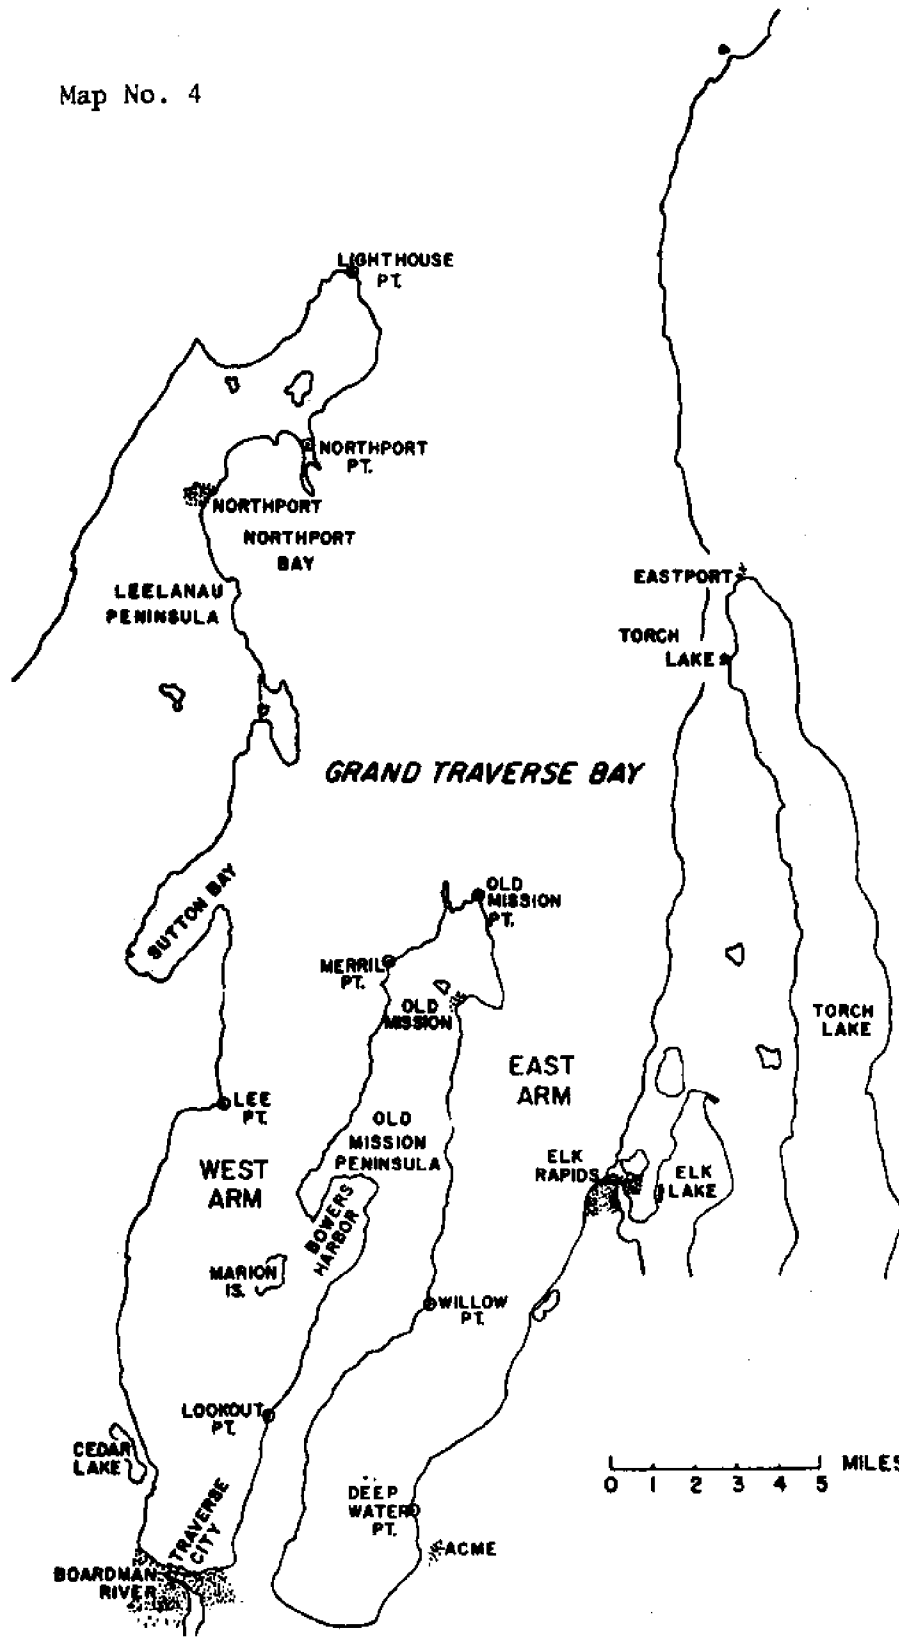 Map No. 4
LIGHTHOUSE
PT.
NORTHPORT
PT.
NORTHPORT
NORTHPORT
BAY
LEELANAU
PENINSULA
EASTPORT
TORCH
LAKE
GRAND TRAVERSE BAY
SUTTON BAY
OLD
MISSION
PT.
MERRIL
PT.
OLD
MISSION
TORCH
LAKE
EAST
ARM
LEE
PT.
OLD
MISSION
PENINSULA
WEST
ARM
ELK
RAPIDS
ELK
LAKE
BOWERS
HARBOR
MARION
IS.
WILLOW
PT.
LOOKOUT
PT.
CEDAR
LAKE
MILES
0 1 2 3 4 5
DEEP
WATER
PT.
TRAVERSE
CITY
ACME
BOARDMAN
RIVER